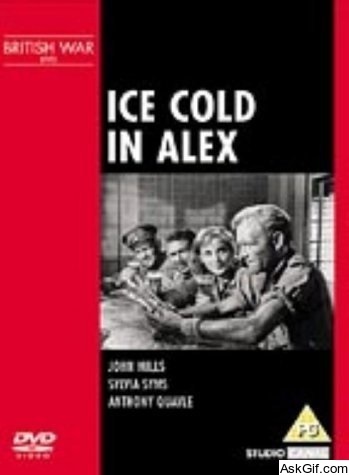 BRITISH WAR
DVD
ICE COLD
IN ALEX
JOHN MILLS
SYLVIA SYMS
ANTHONY QUAYLE
PG
DVD
VIDEO
STUDIO CANAL
AskGif.com